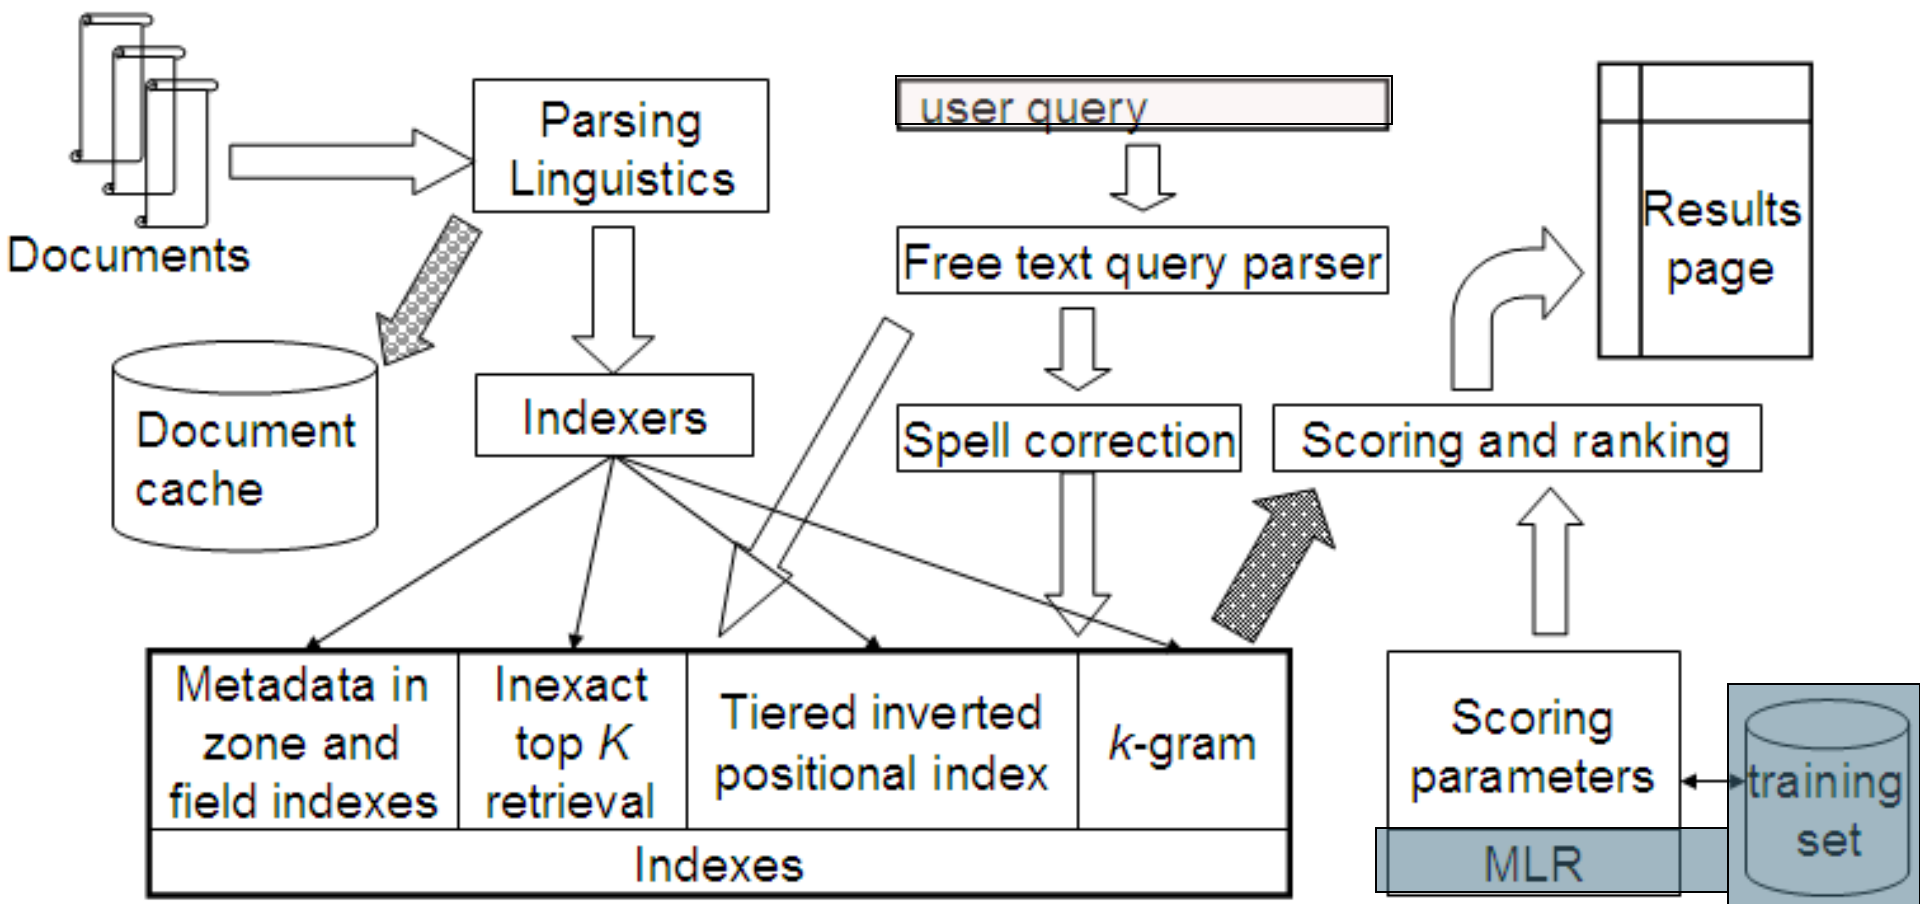 Documents
Parsing
Linguistics
Document
cache
Indexers
user query
Free text query parser
Spell correction
Scoring and ranking
Results
page
Metadata in
zone and
field indexes
Inexact
top K
retrieval
Tiered inverted
positional index
k-gram
Indexes
Scoring
parameters
MLR
training
set